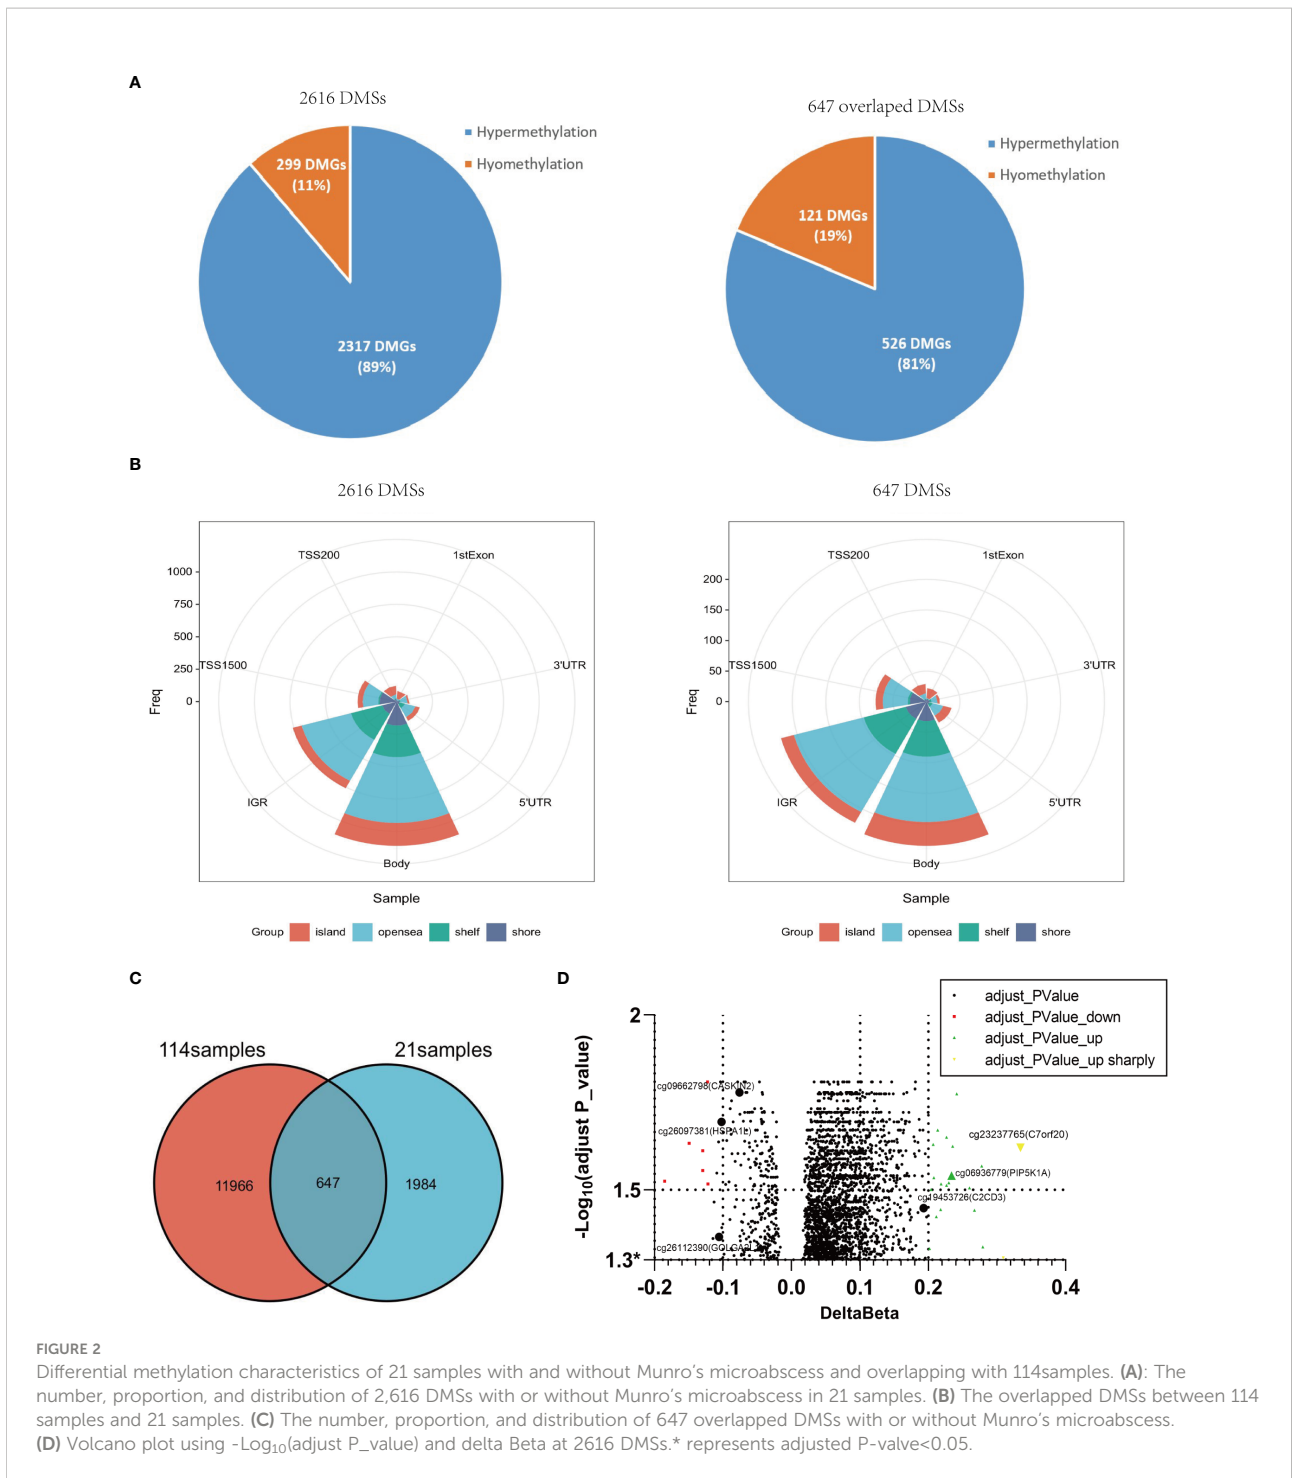 A
2616 DMSs
Hypermethylation
Hyomethylation
299 DMGs
(11%)
2317 DMGs
(89%)
647 overlaped DMSs
Hypermethylation
Hyomethylation
121 DMGs
(19%)
526 DMGs
(81%)
B
2616 DMSs
Freq
1000
750
500
250
0
TSS200
1stExon
TSS1500
3'UTR
IGR
5'UTR
Body
Sample
Group island opensea shelf shore
647 DMSs
Freq
200
150
100
50
0
TSS200
1stExon
TSS1500
3'UTR
IGR
5'UTR
Body
Sample
Group island opensea shelf shore
C
114samples
21samples
11966
647
1984
D
adjust_PValue
adjust_PValue_down
adjust_PValue_up
adjust_PValue_up sharply
-Log10(adjust P_value)
2
1.5
1.3*
cg09662798(CASKIN2)
cg26097381(HSPA1L)
cg23237765(C7orf20)
cg06936779(PIP5K1A)
cg19453726(C2CD3)
-0.2 -0.1 0.0 0.1 0.2 0.4
DeltaBeta
FIGURE 2
Differential methylation characteristics of 21 samples with and without Munro's microabscess and overlapping with 114samples. (A): The
number, proportion, and distribution of 2,616 DMSs with or without Munro's microabscess in 21 samples. (B) The overlapped DMSs between 114
samples and 21 samples. (C) The number, proportion, and distribution of 647 overlapped DMSs with or without Munro's microabscess.
(D) Volcano plot using -Log10(adjust P_value) and delta Beta at 2616 DMSs.* represents adjusted P-valve<0.05.